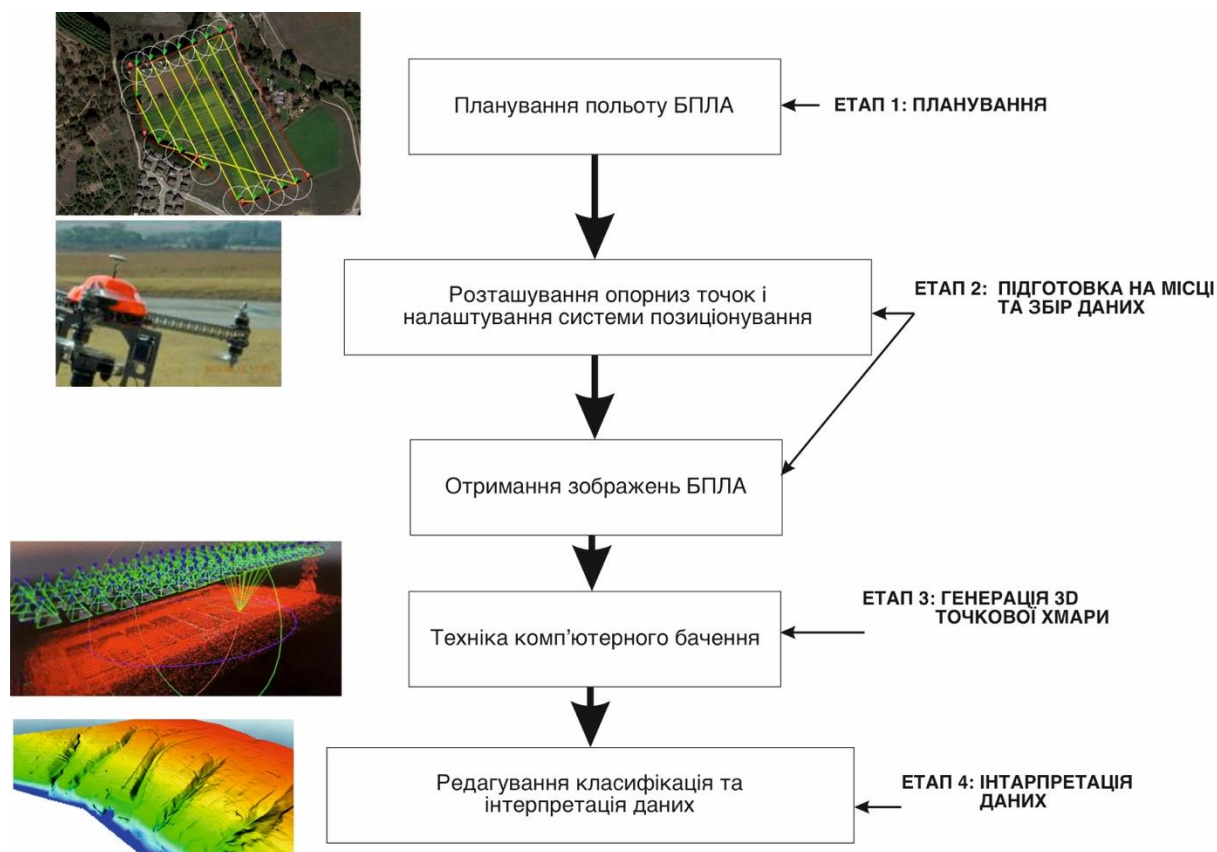 Планування польоту БПЛА
ЕТАП 1: ПЛАНУВАННЯ
Розташування опорниз точок і
налаштування системи позиціонування
ЕТАП 2: ПІДГОТОВКА НА МІСЦІ
ТА ЗБІР ДАНИХ
Отримання зображень БПЛА
Техніка комп’ютерного бачення
ЕТАП 3: ГЕНЕРАЦІЯ 3D
ТОЧКОВОЇ ХМАРИ
Редагування класифікація та
інтерпретація даних
ЕТАП 4: ІНТАРПРЕТАЦІЯ
ДАНИХ